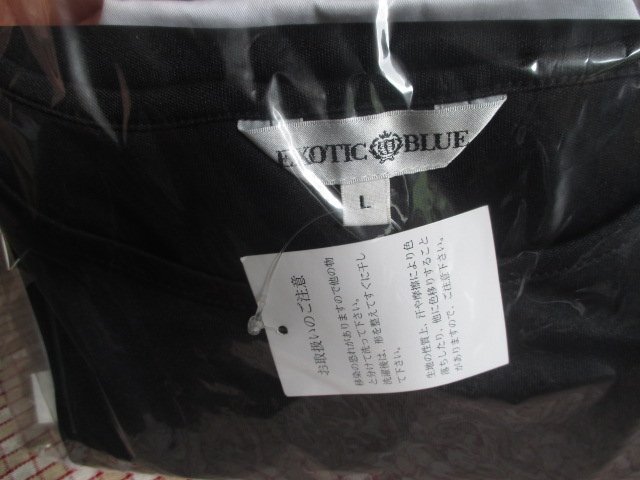 EXOTIC BLUE
L
お取扱いのご注意
移染の恐れがありますので他の物
と分けて洗って下さい。
洗濯後は、形を整えてすぐに干し
て下さい。
生地の性質上、汗や摩擦により色
落ちしたり、他に色移りすること
がありますので、ご注意下さい。